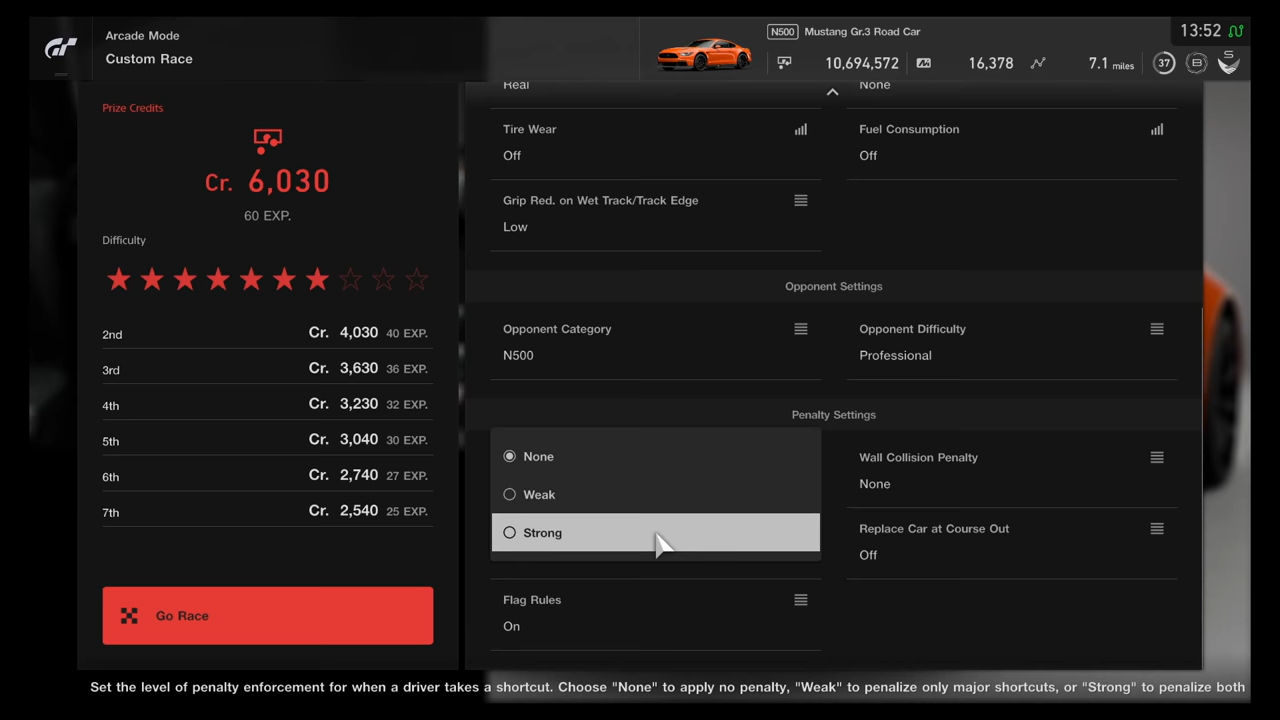 Arcade Mode
Custom Race
N500 Mustang Gr.3 Road Car
10,694,572 16,378 7.1 miles 37 B S
13:52
Prize Credits
Cr. 6,030
60 EXP.
Difficulty
2nd Cr. 4,030 40 EXP.
3rd Cr. 3,630 36 EXP.
4th Cr. 3,230 32 EXP.
5th Cr. 3,040 30 EXP.
6th Cr. 2,740 27 EXP.
7th Cr. 2,540 25 EXP.
Go Race
Real None
Tire Wear Fuel Consumption
Off Off
Grip Red. on Wet Track/Track Edge
Low
Opponent Settings
Opponent Category Opponent Difficulty
N500 Professional
Penalty Settings
None
Weak
Strong
Wall Collision Penalty
None
Replace Car at Course Out
Off
Flag Rules
On
Set the level of penalty enforcement for when a driver takes a shortcut. Choose "None" to apply no penalty, "Weak" to penalize only major shortcuts, or "Strong" to penalize both